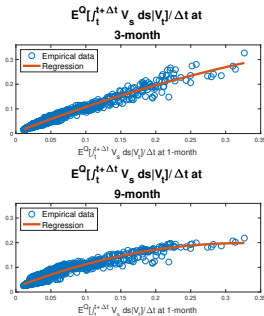 E^Q[∫_t^{t+Δt} V_s ds|V_t]/ Δt at
3-month
0.4
0.3
0.2
0.1
0
Empirical data
Regression
0 0.05 0.1 0.15 0.2 0.25 0.3 0.35
E^Q[∫_t^{t+Δt} V_s ds|V_t]/ Δt at 1-month
E^Q[∫_t^{t+Δt} V_s ds|V_t]/ Δt at
9-month
0.3
0.2
0.1
0
Empirical data
Regression
0 0.05 0.1 0.15 0.2 0.25 0.3 0.35
E^Q[∫_t^{t+Δt} V_s ds|V_t]/ Δt at 1-month